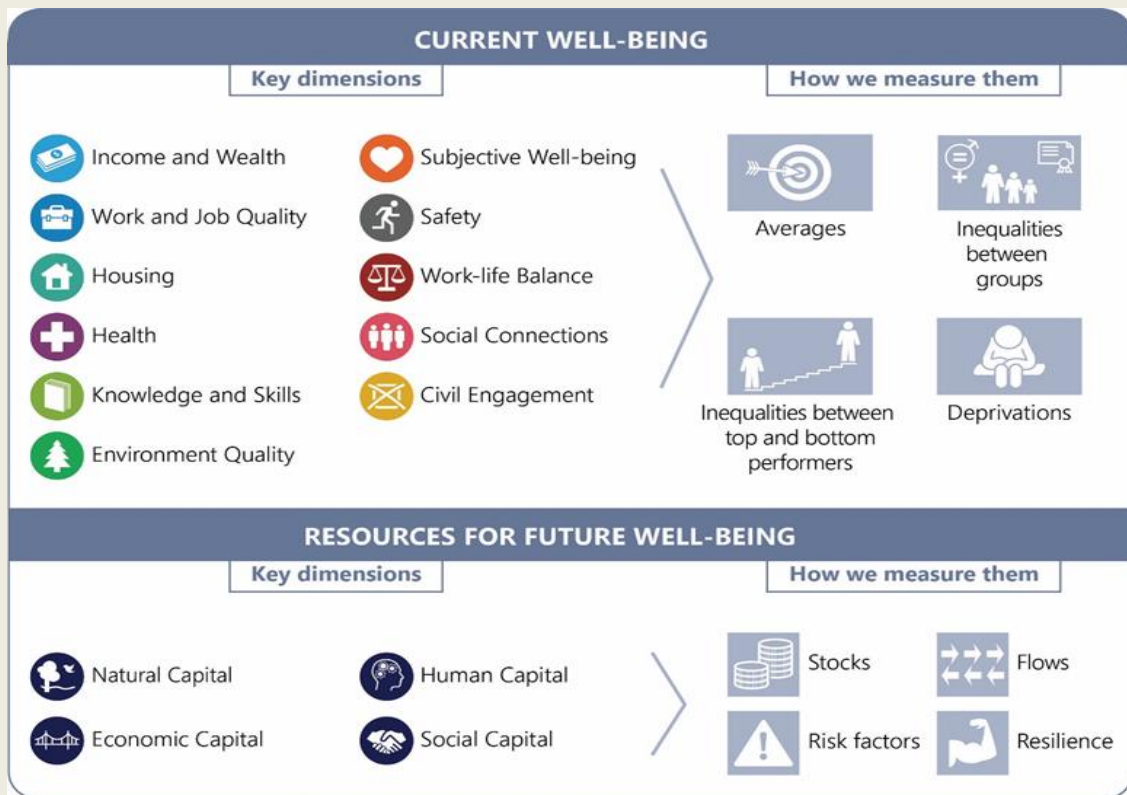 CURRENT WELL-BEING
Key dimensions
Income and Wealth
Work and Job Quality
Housing
Health
Knowledge and Skills
Environment Quality
Subjective Well-being
Safety
Work-life Balance
Social Connections
Civil Engagement
How we measure them
Averages
Inequalities
between
groups
Inequalities between
top and bottom
performers
Deprivations
RESOURCES FOR FUTURE WELL-BEING
Key dimensions
Natural Capital
Economic Capital
Human Capital
Social Capital
How we measure them
Stocks
Flows
Risk factors
Resilience